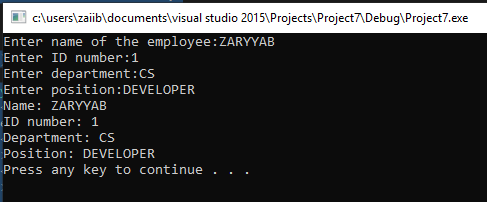 c:\users\zaiib\documents\visual studio 2015\Projects\Project7\Debug\Project7.exe
Enter name of the employee:ZARYYAB
Enter ID number:1
Enter department:CS
Enter position:DEVELOPER
Name: ZARYYAB
ID number: 1
Department: CS
Position: DEVELOPER
Press any key to continue . . .